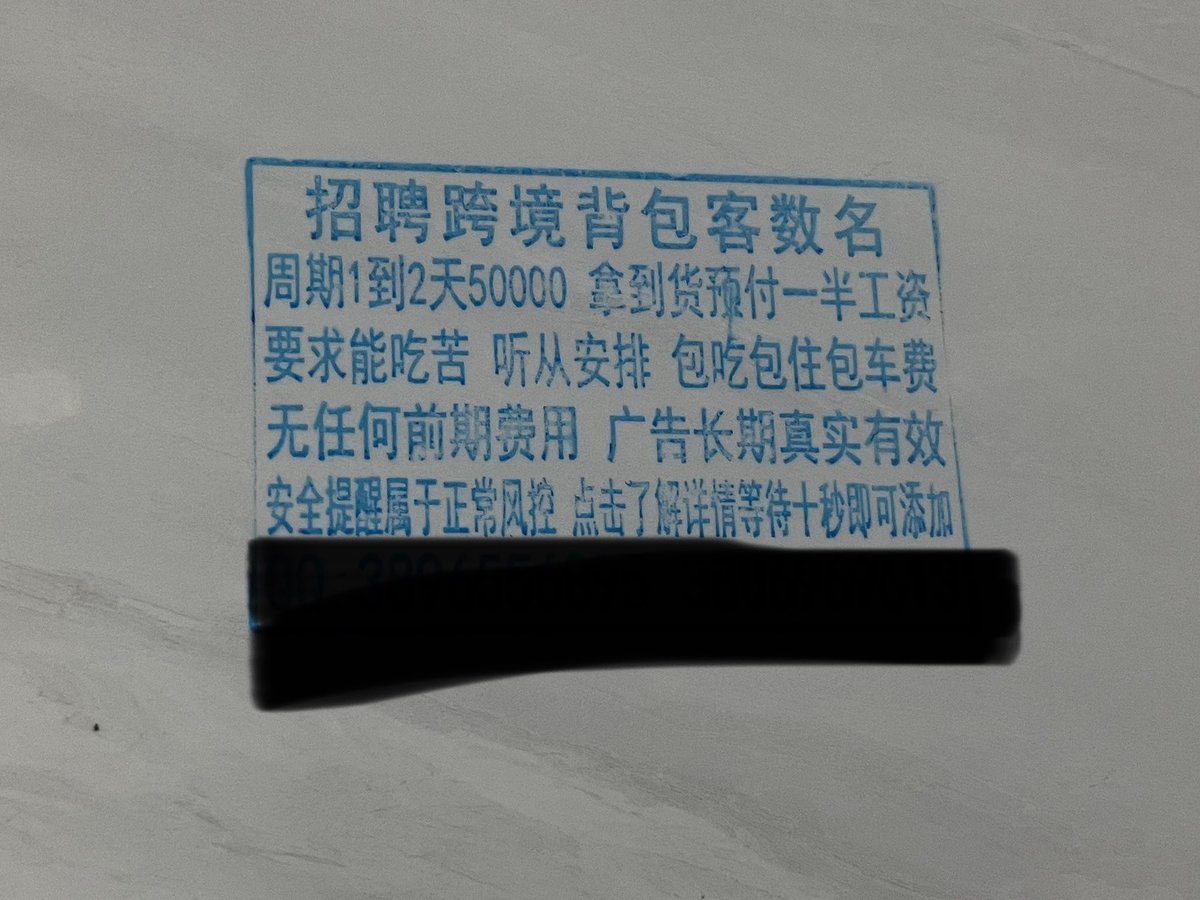 招聘跨境背包客数名
周期1到2天50000 拿到货预付一半工资
要求能吃苦 听从安排 包吃包住包车费
无任何前期费用 广告长期真实有效
安全提醒属于正常风控 点击了解详情等待十秒即可添加